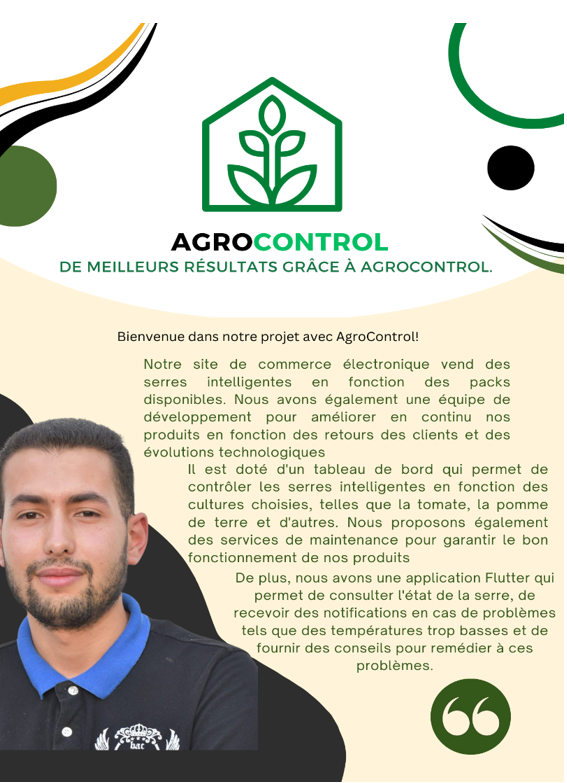 AGROCONTROL
DE MEILLEURS RÉSULTATS GRÂCE À AGROCONTROL.
Bienvenue dans notre projet avec AgroControl!
Notre site de commerce électronique vend des
serres intelligentes en fonction des packs
disponibles. Nous avons également une équipe de
développement pour améliorer en continu nos
produits en fonction des retours des clients et des
évolutions technologiques
Il est doté d'un tableau de bord qui permet de
contrôler les serres intelligentes en fonction des
cultures choisies, telles que la tomate, la pomme
de terre et d'autres. Nous proposons également
des services de maintenance pour garantir le bon
fonctionnement de nos produits
De plus, nous avons une application Flutter qui
permet de consulter l'état de la serre, de
recevoir des notifications en cas de problèmes
tels que des températures trop basses et de
fournir des conseils pour remédier à ces
problèmes.
bac